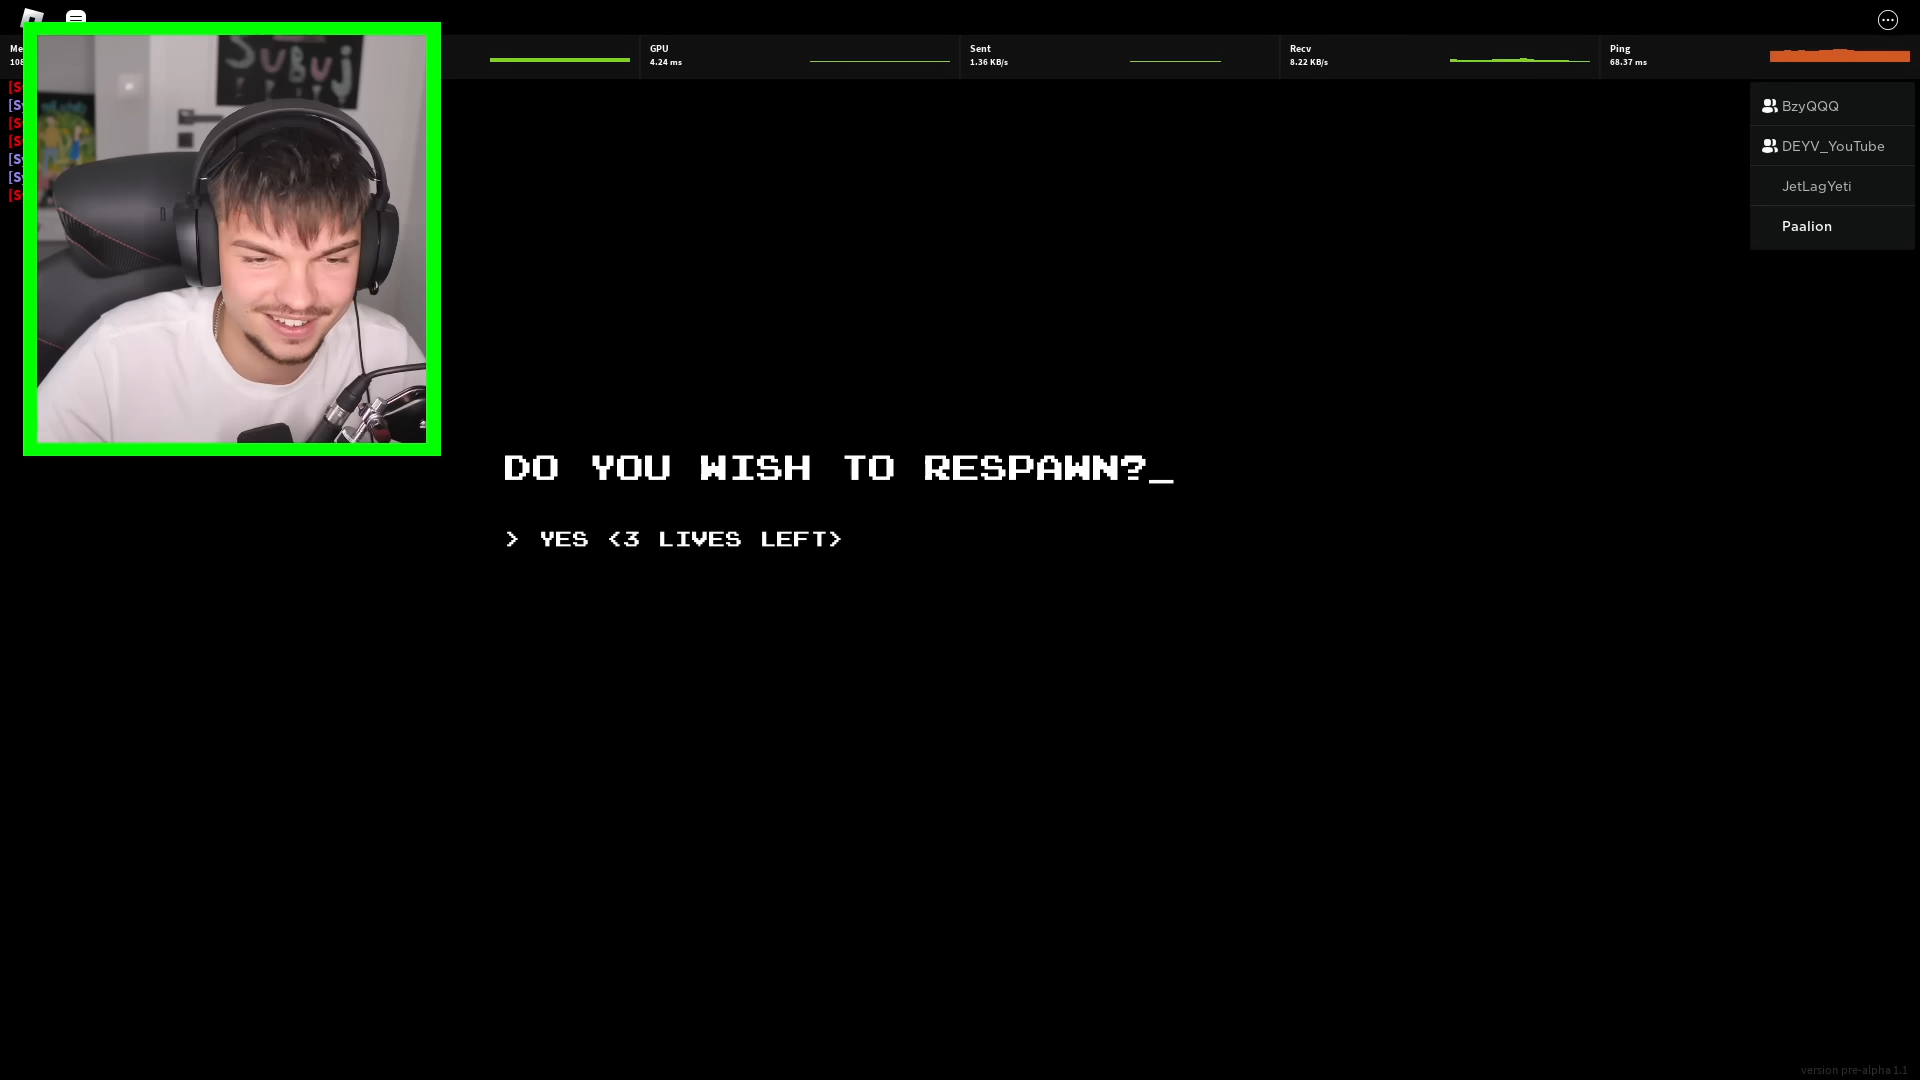 GPU
4.24 ms
Sent
1.36 KB/s
Recv
8.22 KB/s
Ping
68.37 ms
BzyQQQ
DEYV_YouTube
JetLagYeti
Paalion
DO YOU WISH TO RESPAWN?_
> YES <3 LIVES LEFT>
version pre-alpha 1.1